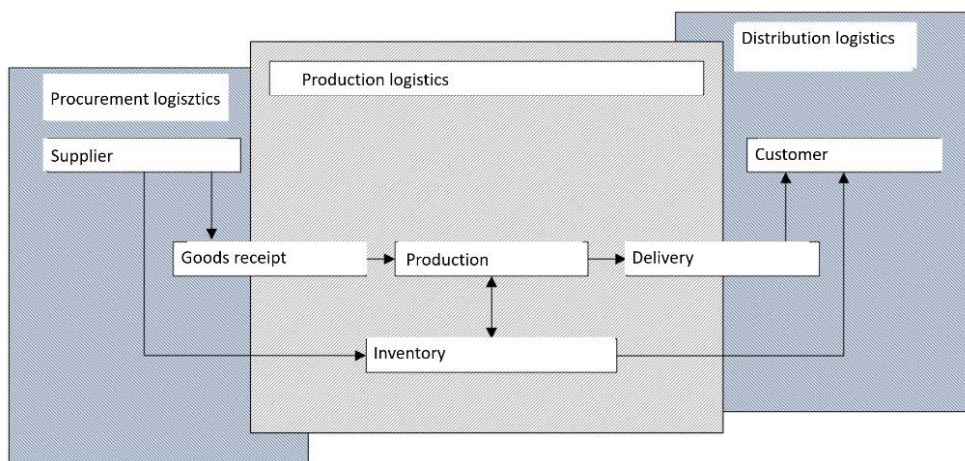 Distribution logistics
Production logistics
Procurement logisztics
Supplier
Customer
Goods receipt
Production
Delivery
Inventory